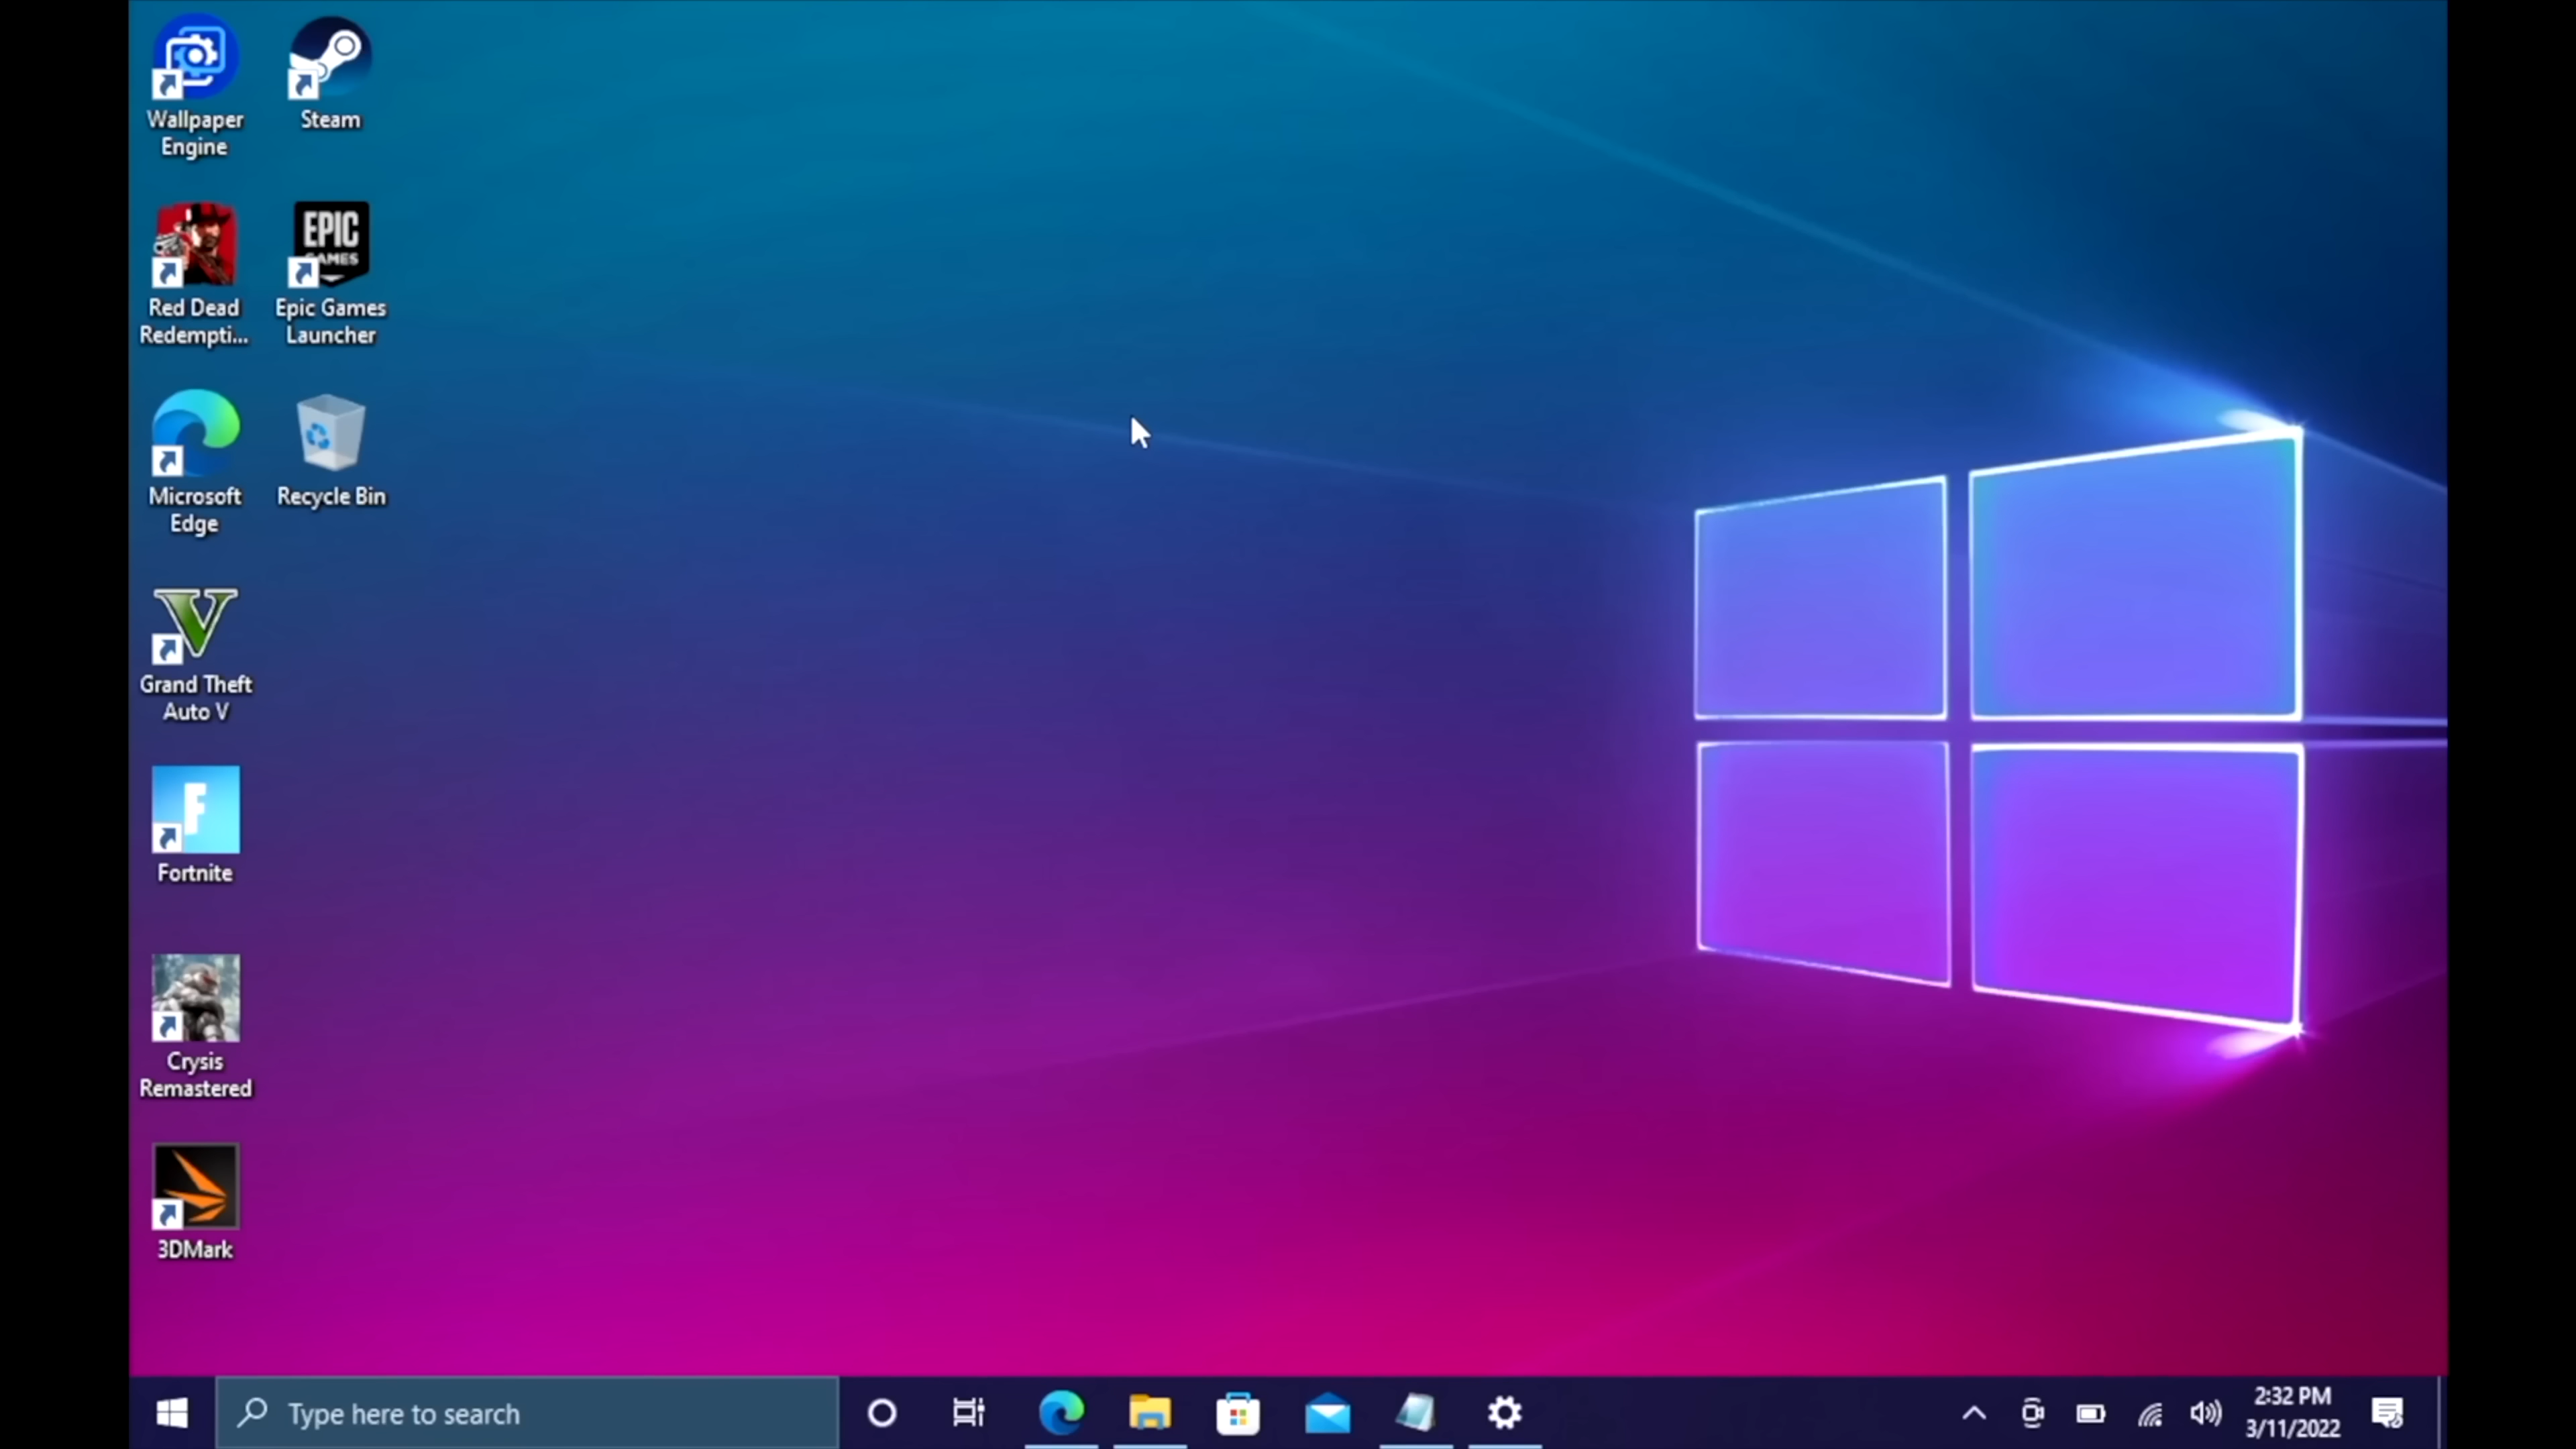 Wallpaper
Engine
Steam
Red Dead
Redempti...
EPIC
GAMES
Epic Games
Launcher
Microsoft
Edge
Recycle Bin
V
Grand Theft
Auto V
F
Fortnite
Crysis
Remastered
3DMark
Type here to search
2:32 PM
3/11/2022